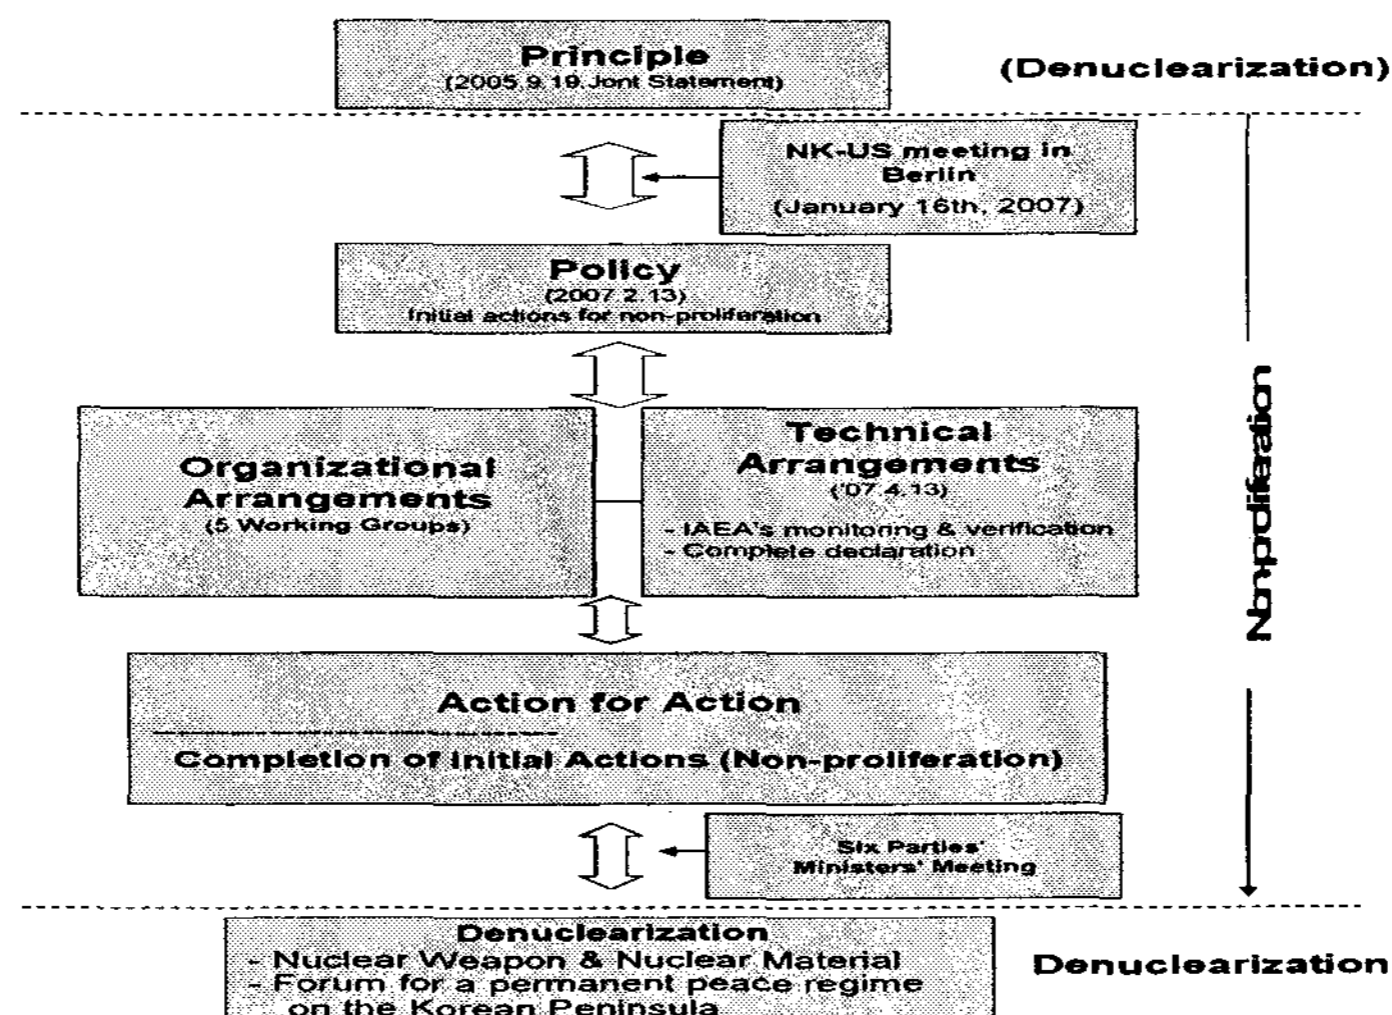 Principle
(2005.9.19.Jont Statement)
(Denuclearization)
NK-US meeting in
Berlin
(January 16th, 2007)
Policy
(2007.2.13)
Initial actions for non-proliferation
Organizational
Arrangements
(5 Working Groups)
Technical
Arrangements
('07.4.13)
- IAEA's monitoring & verification
- Complete declaration
Non-proliferation
Action for Action
Completion of Initial Actions (Non-proliferation)
Six Parties'
Ministers' Meeting
Denuclearization
- Nuclear Weapon & Nuclear Material
- Forum for a permanent peace regime
on the Korean Peninsula
Denuclearization